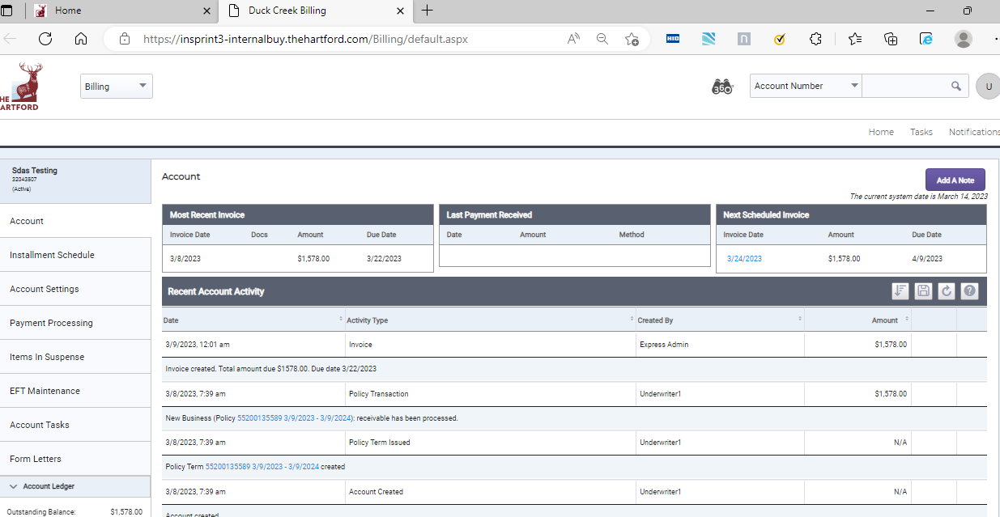 Home
Duck Creek Billing
https://insprint3-internalbuy.thehartford.com/Billing/default.aspx
HID
n
HE
ARTFORD
Billing
360
Account Number
U
Home Tasks Notifications
Sdas Testing
32043507
(Active)
Account
Add A Note
The current system date is March 14, 2023
Account
Installment Schedule
Account Settings
Payment Processing
Items In Suspense
EFT Maintenance
Account Tasks
Form Letters
Account Ledger
Outstanding Balance: $1,578.00
Most Recent Invoice
Invoice Date Docs Amount Due Date
3/8/2023 $1,578.00 3/22/2023
Last Payment Received
Date Amount Method
Next Scheduled Invoice
Invoice Date Amount Due Date
3/24/2023 $1,578.00 4/9/2023
Recent Account Activity
Date Activity Type Created By Amount
3/9/2023, 12:01 am Invoice Express Admin $1,578.00
Invoice created. Total amount due $1578.00. Due date 3/22/2023
3/8/2023, 7:39 am Policy Transaction Underwriter1 $1,578.00
New Business (Policy 55200135589 3/9/2023 - 3/9/2024): receivable has been processed.
3/8/2023, 7:39 am Policy Term Issued Underwriter1 N/A
Policy Term 55200135589 3/9/2023 - 3/9/2024 created
3/8/2023, 7:39 am Account Created Underwriter1 N/A
Account created